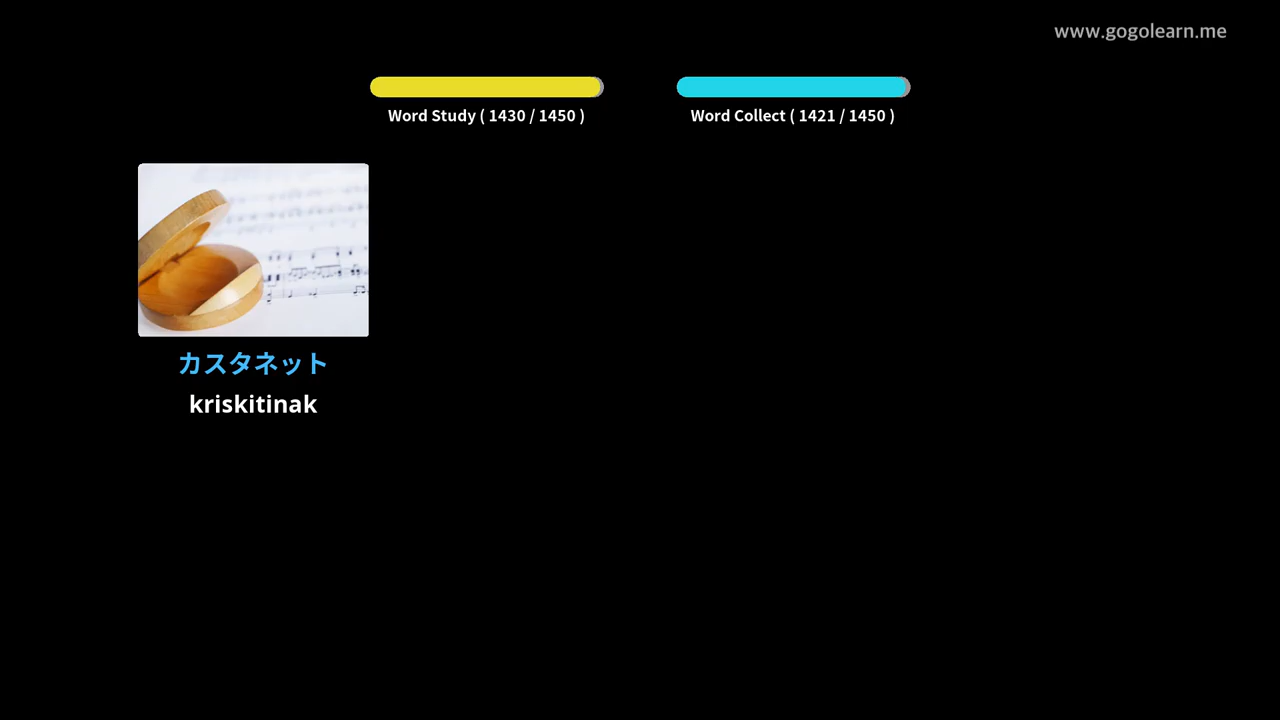 www.gogolearn.me
Word Study ( 1430 / 1450 )
Word Collect ( 1421 / 1450 )
カスタネット
kriskitinak